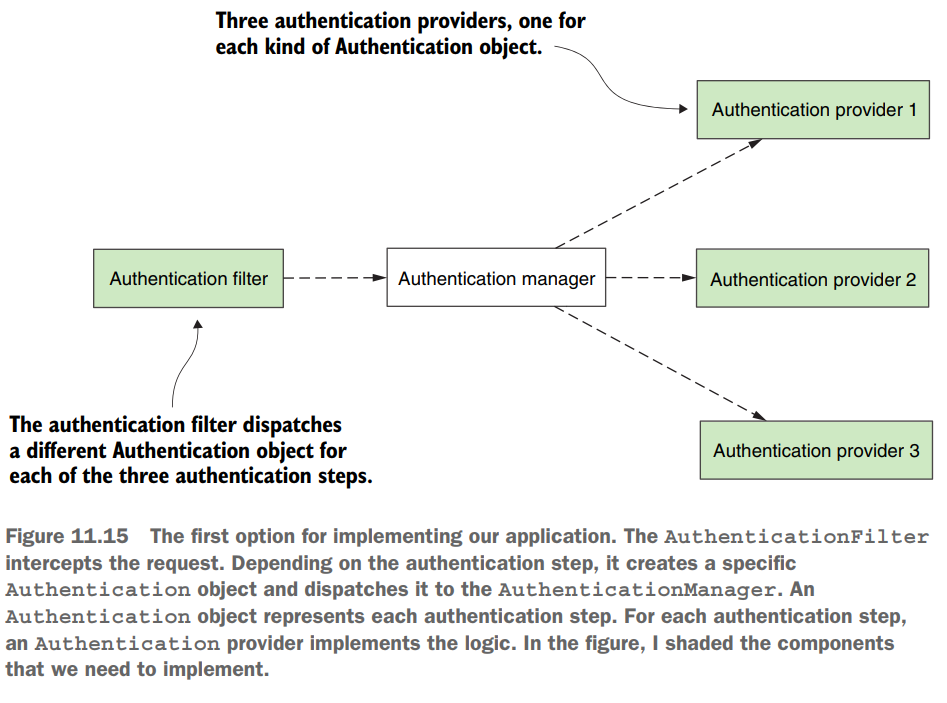 Three authentication providers, one for
each kind of Authentication object.
Authentication provider 1
Authentication filter
Authentication manager
Authentication provider 2
The authentication filter dispatches
a different Authentication object for
each of the three authentication steps.
Authentication provider 3
Figure 11.15 The first option for implementing our application. The AuthenticationFilter
intercepts the request. Depending on the authentication step, it creates a specific
Authentication object and dispatches it to the AuthenticationManager. An
Authentication object represents each authentication step. For each authentication step,
an Authentication provider implements the logic. In the figure, I shaded the components
that we need to implement.